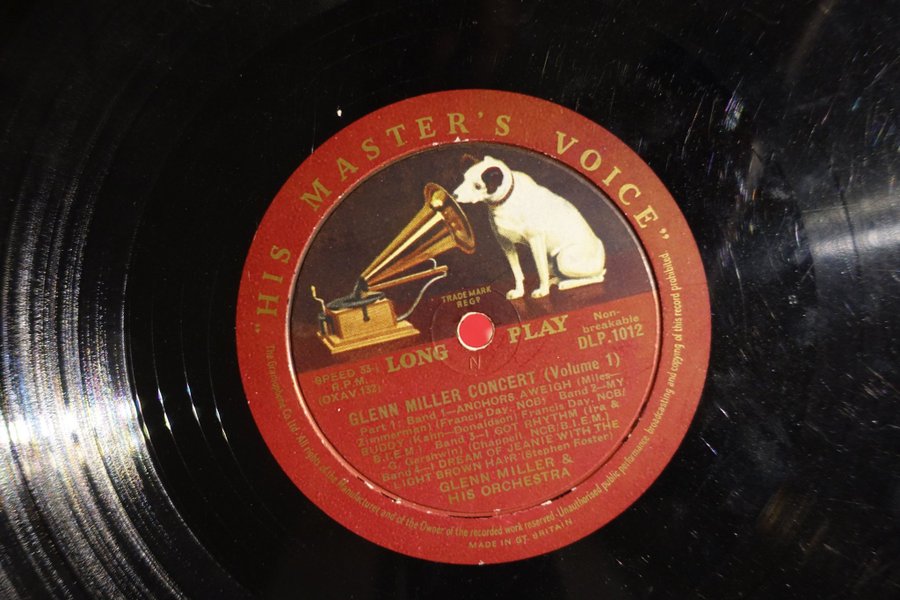 "HIS MASTER'S VOICE"
TRADE MARK
REGD
SPEED 33⅓
R.P.M.
(OXAV.132)
LONG PLAY
Non-
breakable
DLP.1012
N
GLENN MILLER CONCERT (Volume 1)
Part 1: Band 1—ANCHORS AWEIGH (Miles—
Zimmerman) (Francis Day, NCB! Band 2—MY
BUDDY (Kahn—Donaldson) (Francis Day, NCB!
B.I.E.M.) Band 3—I GOT RHYTHM (Ira &
G. Gershwin) (Chappell, NCB!B.I.E.M.)
Band 4—I DREAM OF JEANIE WITH THE
LIGHT BROWN HAIR (Stephen Foster)
GLENN MILLER &
HIS ORCHESTRA
The Gramophone Co. Ltd. All rights of the Manufacturer and of the Owner of the recorded work reserved. Unauthorised public performance broadcasting and copying of this record prohibited
MADE IN GT. BRITAIN